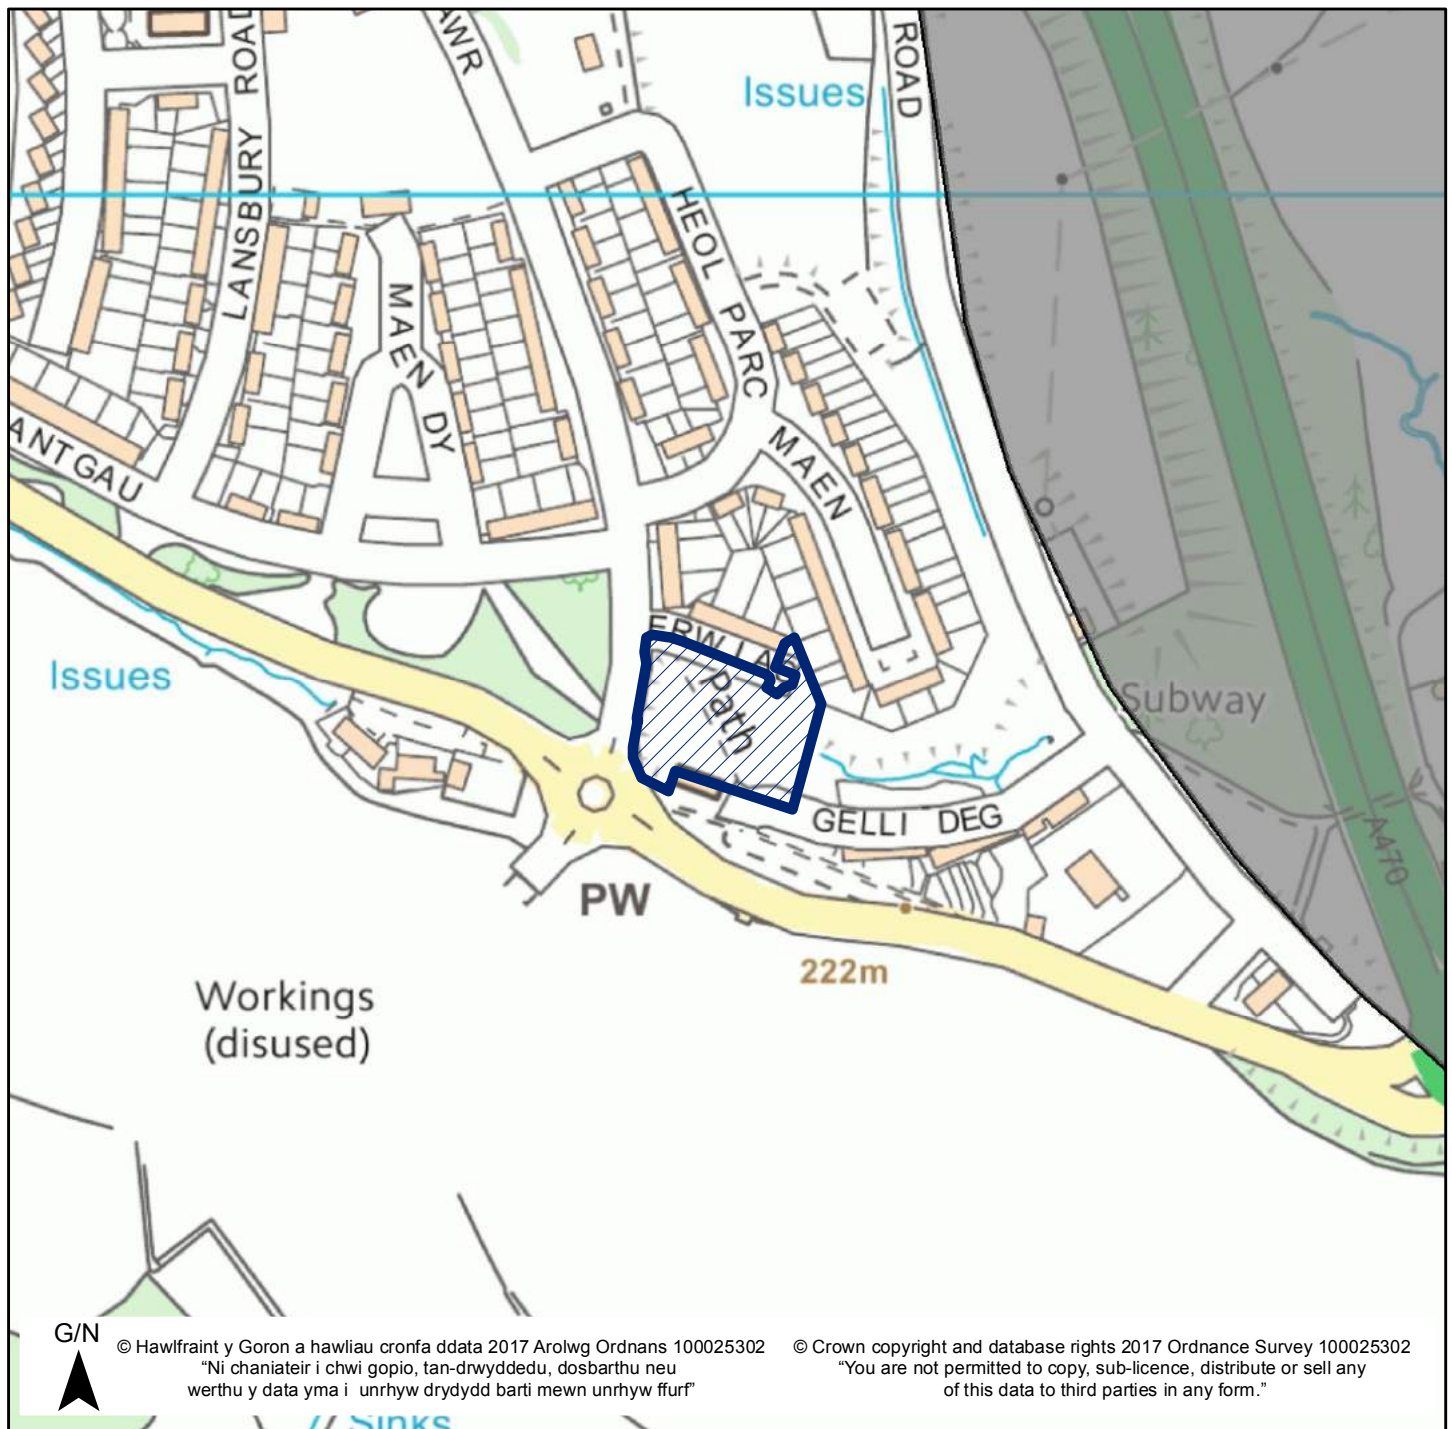 ROAD
Issues
LANSBURY ROAD
HEOL PARC
MAEN DY
MAEN
ANTGAU
ERW LAS
Path
Issues
Subway
GELLI DEG
A470
PW
222m
Workings
(disused)
G/N
© Hawlfraint y Goron a hawliau cronfa ddata 2017 Arolwg Ordnans 100025302
“Ni chaniateir i chwi gopio, tan-drwyddedu, dosbarthu neu
werthu y data yma i unrhyw drydydd barti mewn unrhyw ffurf”
© Crown copyright and database rights 2017 Ordnance Survey 100025302
“You are not permitted to copy, sub-licence, distribute or sell any
of this data to third parties in any form.”
Sinks